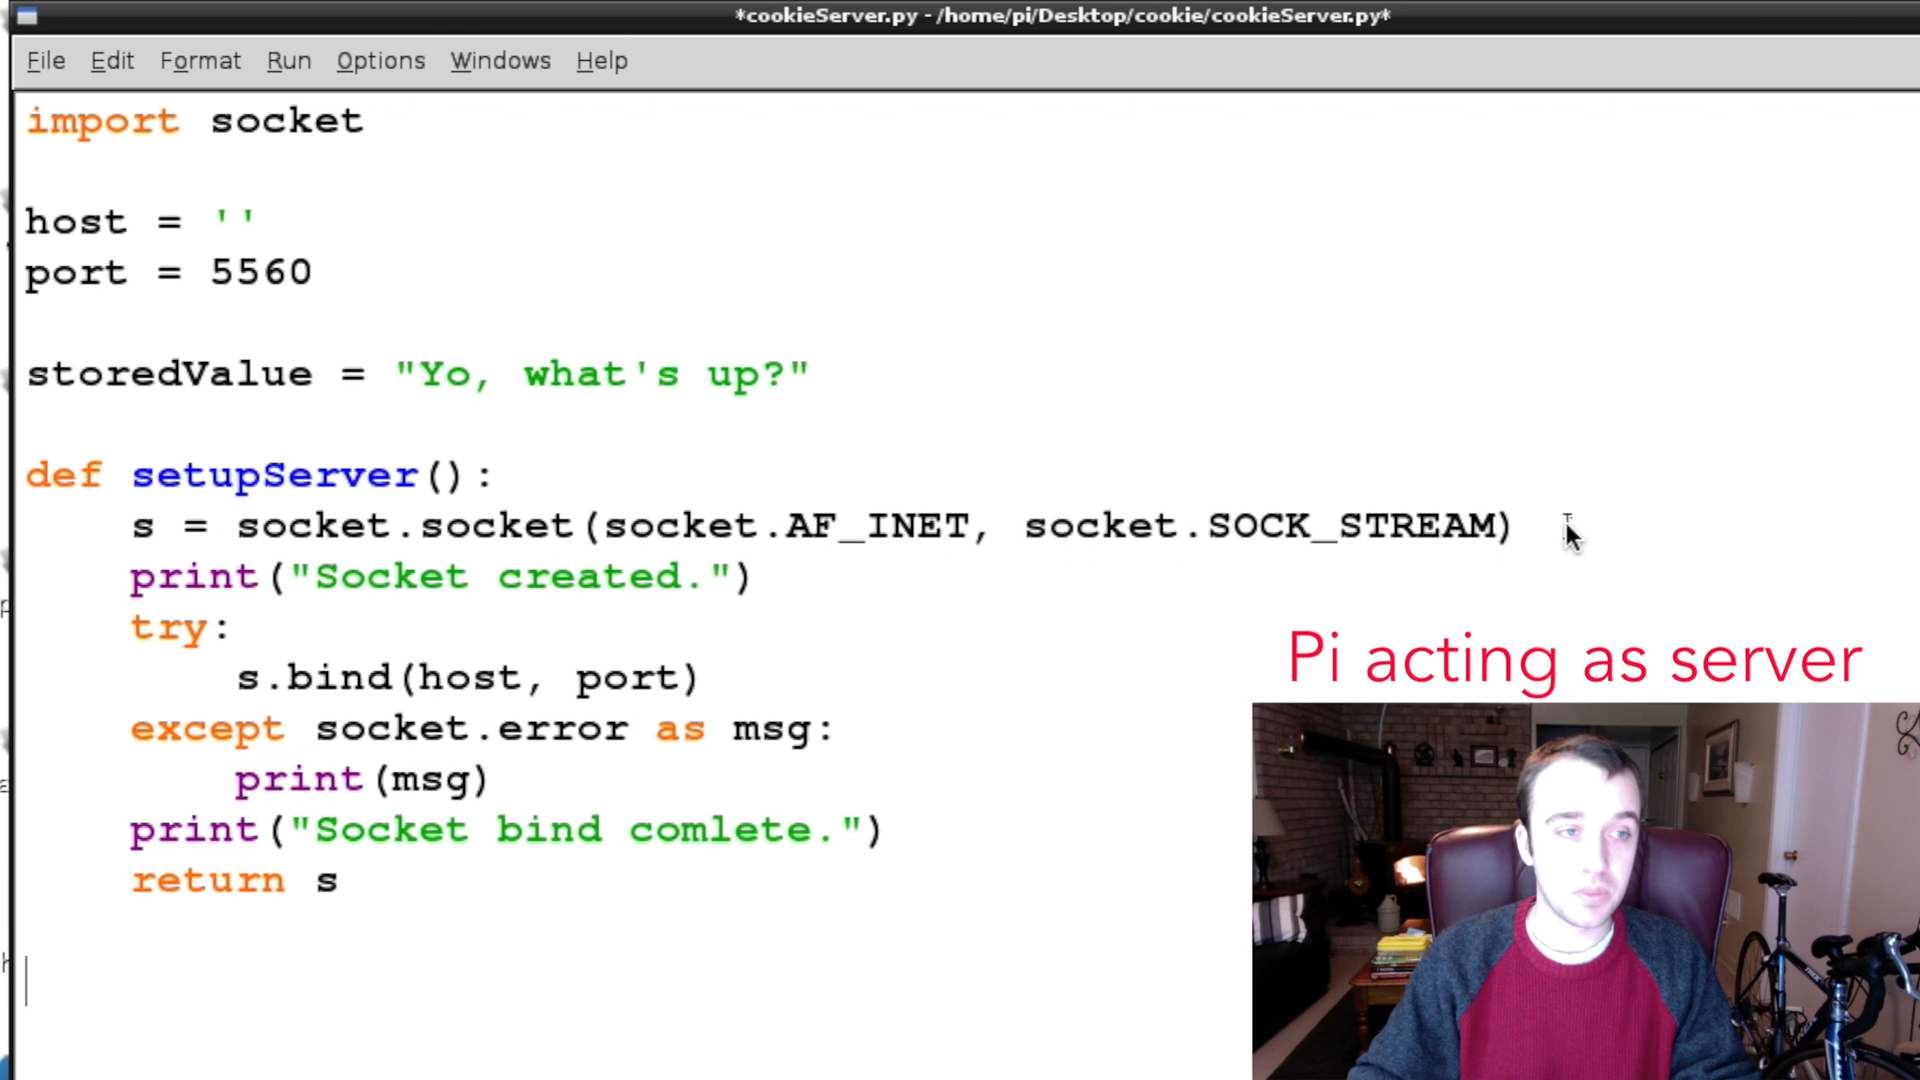 *cookieServer.py - /home/pi/Desktop/cookie/cookieServer.py*
File Edit Format Run Options Windows Help
import socket
host = ''
port = 5560
storedValue = "Yo, what's up?"
def setupServer():
    s = socket.socket(socket.AF_INET, socket.SOCK_STREAM)
    print("Socket created.")
    try:
        s.bind(host, port)
    except socket.error as msg:
        print(msg)
    print("Socket bind comlete.")
    return s
Pi acting as server